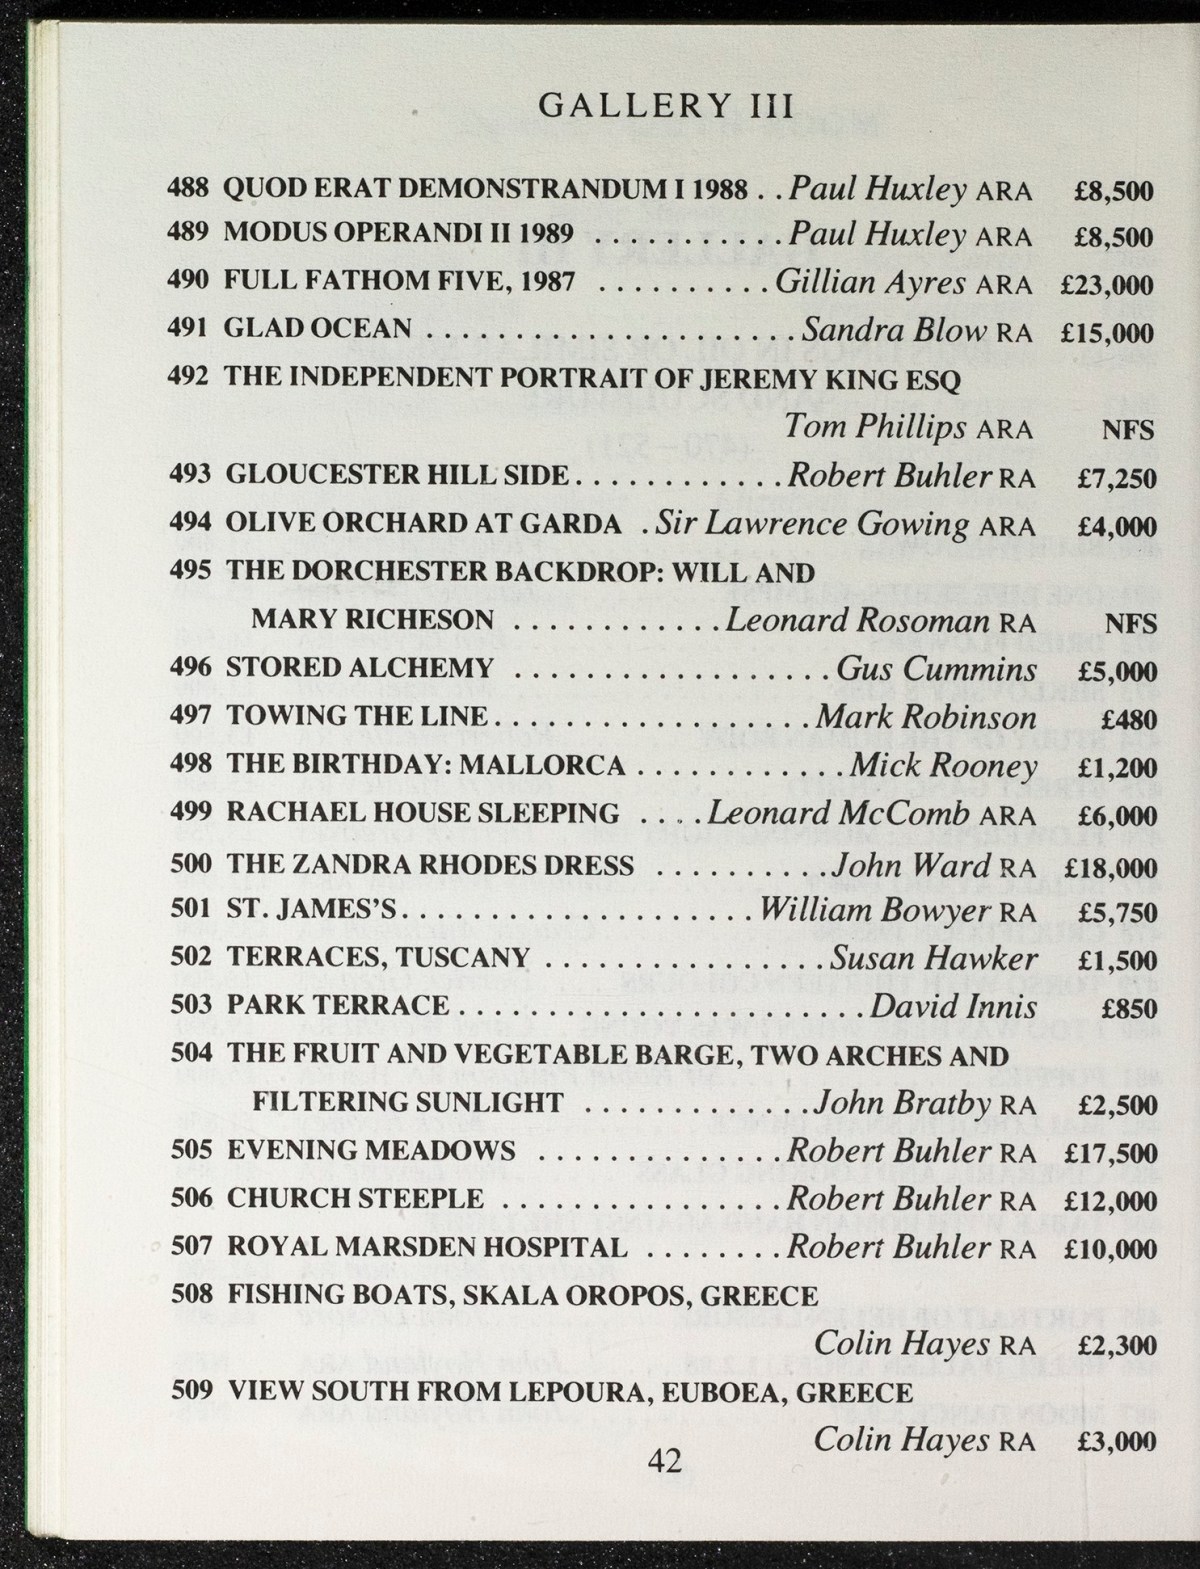 GALLERY III
488 QUOD ERAT DEMONSTRANDUM I 1988 . . Paul Huxley ARA £8,500
489 MODUS OPERANDI II 1989 . . . . . . . . . . . Paul Huxley ARA £8,500
490 FULL FATHOM FIVE, 1987 . . . . . . . . . . Gillian Ayres ARA £23,000
491 GLAD OCEAN . . . . . . . . . . . . . . . . . . . . . Sandra Blow RA £15,000
492 THE INDEPENDENT PORTRAIT OF JEREMY KING ESQ
Tom Phillips ARA NFS
493 GLOUCESTER HILL SIDE . . . . . . . . . . . . Robert Buhler RA £7,250
494 OLIVE ORCHARD AT GARDA . Sir Lawrence Gowing ARA £4,000
495 THE DORCHESTER BACKDROP: WILL AND
MARY RICHESON . . . . . . . . . . . . Leonard Rosoman RA NFS
496 STORED ALCHEMY . . . . . . . . . . . . . . . . . . Gus Cummins £5,000
497 TOWING THE LINE . . . . . . . . . . . . . . . . . . Mark Robinson £480
498 THE BIRTHDAY: MALLORCA . . . . . . . . . . . . Mick Rooney £1,200
499 RACHAEL HOUSE SLEEPING . . . . Leonard McComb ARA £6,000
500 THE ZANDRA RHODES DRESS . . . . . . . . . . John Ward RA £18,000
501 ST. JAMES'S . . . . . . . . . . . . . . . . . . . . William Bowyer RA £5,750
502 TERRACES, TUSCANY . . . . . . . . . . . . . . . . Susan Hawker £1,500
503 PARK TERRACE . . . . . . . . . . . . . . . . . . . . . . . David Innis £850
504 THE FRUIT AND VEGETABLE BARGE, TWO ARCHES AND
FILTERING SUNLIGHT . . . . . . . . . . . . . John Bratby RA £2,500
505 EVENING MEADOWS . . . . . . . . . . . . . . Robert Buhler RA £17,500
506 CHURCH STEEPLE . . . . . . . . . . . . . . . . Robert Buhler RA £12,000
507 ROYAL MARSDEN HOSPITAL . . . . . . . . Robert Buhler RA £10,000
508 FISHING BOATS, SKALA OROPOS, GREECE
Colin Hayes RA £2,300
509 VIEW SOUTH FROM LEPOURA, EUBOEA, GREECE
Colin Hayes RA £3,000
42